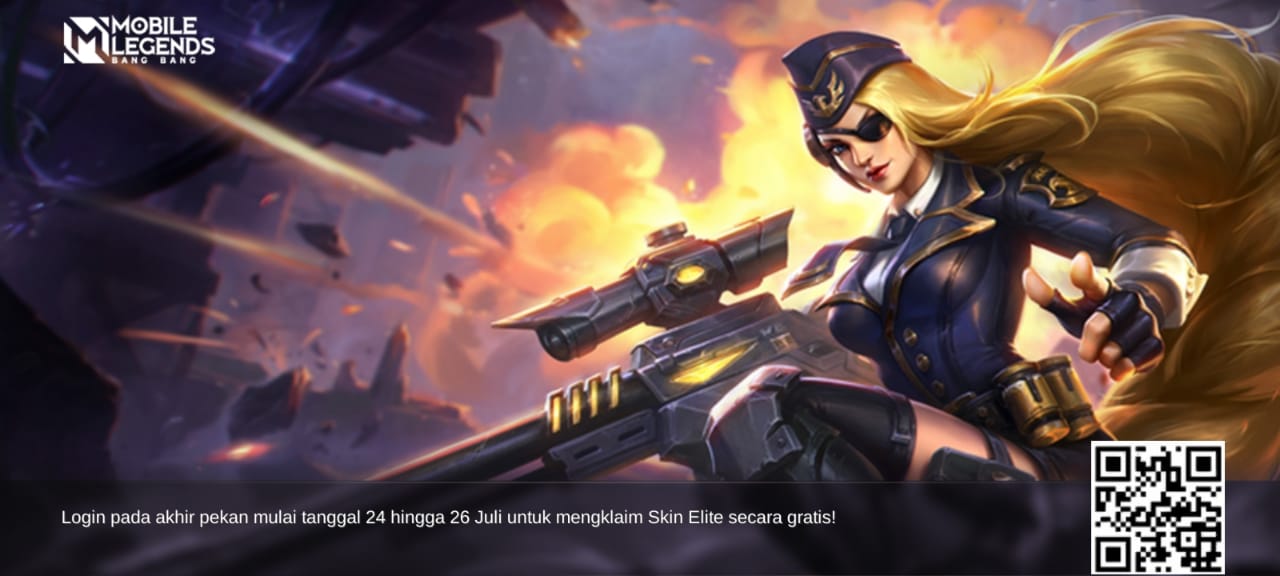 MOBILE
LEGENDS
BANG BANG
Login pada akhir pekan mulai tanggal 24 hingga 26 Juli untuk mengklaim Skin Elite secara gratis!